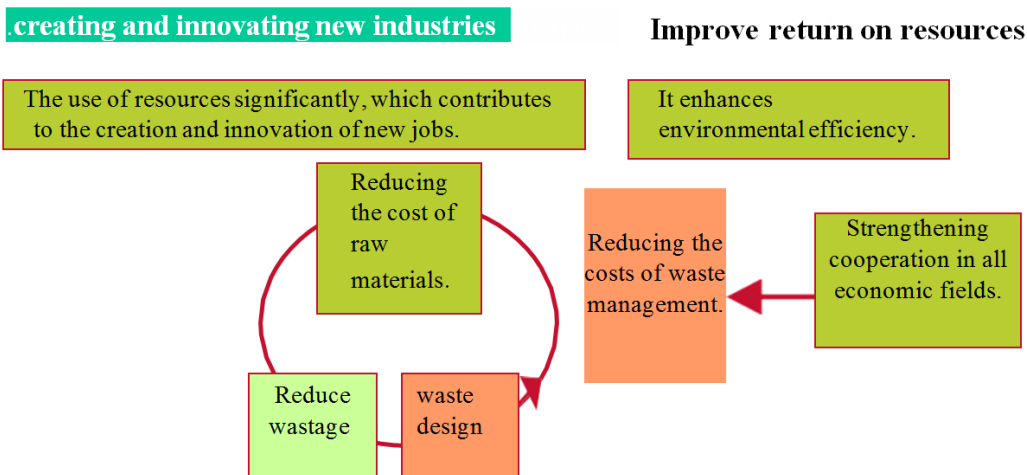 .creating and innovating new industries
Improve return on resources
The use of resources significantly, which contributes
to the creation and innovation of new jobs.
It enhances
environmental efficiency.
Reducing
the cost of
raw
materials.
Reducing the
costs of waste
management.
Strengthening
cooperation in all
economic fields.
Reduce
wastage
waste
design